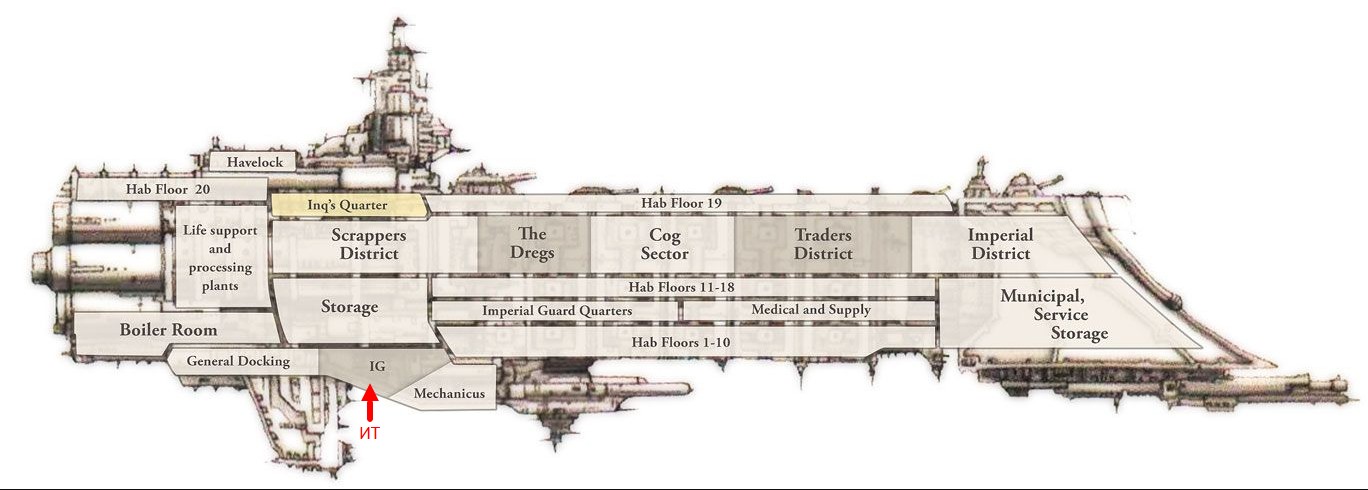 Havelock
Hab Floor 20
Inq's Quarter
Hab Floor 19
Life support
and
processing
plants
Scrappers
District
The
Dregs
Cog
Sector
Traders
District
Imperial
District
Storage
Hab Floors 11-18
Imperial Guard Quarters
Medical and Supply
Municipal,
Service
Storage
Boiler Room
Hab Floors 1-10
General Docking
IG
Mechanicus
ИТ